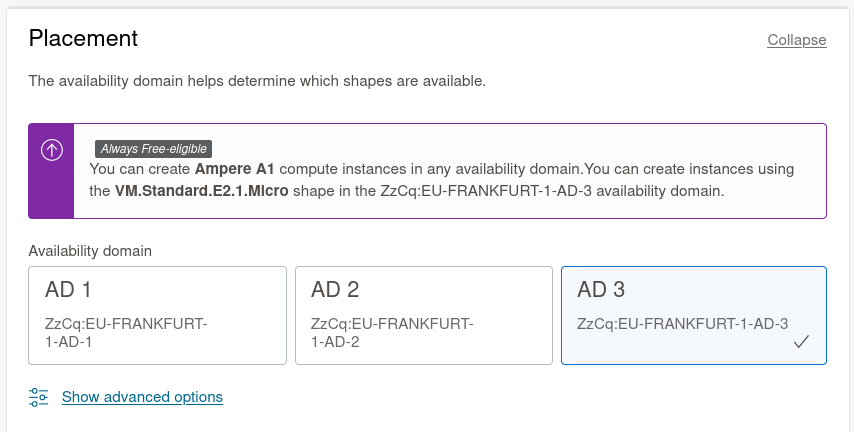 Placement
Collapse
The availability domain helps determine which shapes are available.
Always Free-eligible
You can create Ampere A1 compute instances in any availability domain.You can create instances using
the VM.Standard.E2.1.Micro shape in the ZzCq:EU-FRANKFURT-1-AD-3 availability domain.
Availability domain
AD 1
ZzCq:EU-FRANKFURT-
1-AD-1
AD 2
ZzCq:EU-FRANKFURT-
1-AD-2
AD 3
ZzCq:EU-FRANKFURT-1-AD-3
Show advanced options